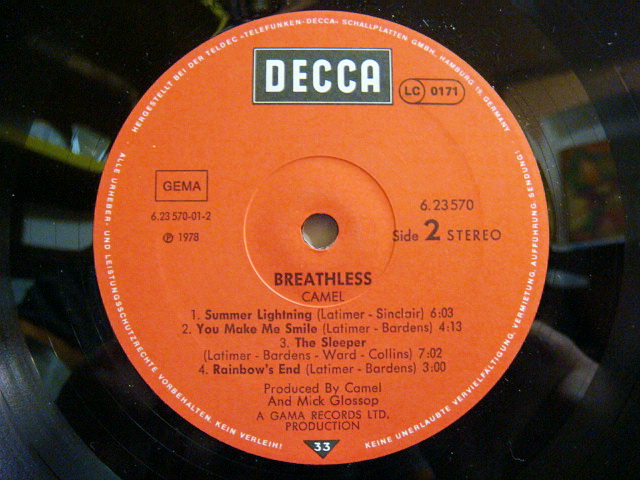 HERGESTELLT BEI DER TELDEC »TELEFUNKEN-DECCA« SCHALLPLATTEN GMBH, HAMBURG 19, GERMANY
DECCA
LC 0171
GEMA
6.23570-01-2
℗ 1978
6.23570
Side 2 STEREO
BREATHLESS
CAMEL
1. Summer Lightning (Latimer - Sinclair) 6:03
2. You Make Me Smile (Latimer - Bardens) 4:13
3. The Sleeper
(Latimer - Bardens - Ward - Collins) 7:02
4. Rainbow's End (Latimer - Bardens) 3:00
Produced By Camel
And Mick Glossop
A GAMA RECORDS LTD.
PRODUCTION
33
ALLE URHEBER- UND LEISTUNGSSCHUTZRECHTE VORBEHALTEN. KEIN VERLEIH!
KEINE UNERLAUBTE VERVIELFÄLTIGUNG, VERMIETUNG, AUFFÜHRUNG, SENDUNG!